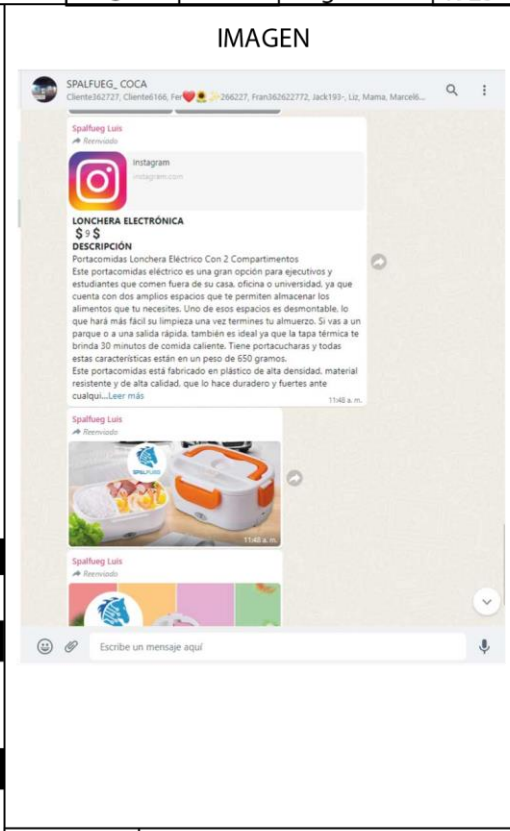 IMAGEN
SPALFUEG_ COCA
Cliente362727, Cliente6166, Fer❤️🌻✨266227, Fran362622772, Jack193-, Liz, Mama, Marcel6...
Spalfueg Luis
Reenviado
instagram
instagram.com
LONCHERA ELECTRÓNICA
$ 9 $
DESCRIPCIÓN
Portacomidas Lonchera Eléctrico Con 2 Compartimentos
Este portacomidas eléctrico es una gran opción para ejecutivos y
estudiantes que comen fuera de su casa, oficina o universidad, ya que
cuenta con dos amplios espacios que te permiten almacenar los
alimentos que tu necesites. Uno de esos espacios es desmontable, lo
que hará más fácil su limpieza una vez termines tu almuerzo. Si vas a un
parque o a una salida rápida, también es ideal ya que la tapa térmica te
brinda 30 minutos de comida caliente. Tiene portacucharas y todas
estas características están en un peso de 650 gramos.
Este portacomidas está fabricado en plástico de alta densidad, material
resistente y de alta calidad, que lo hace duradero y fuertes ante
cualqui...Leer más
11:48 a. m.
Spalfueg Luis
Reenviado
SPALFUEG
11:48 a. m.
Spalfueg Luis
Reenviado
Escribe un mensaje aquí